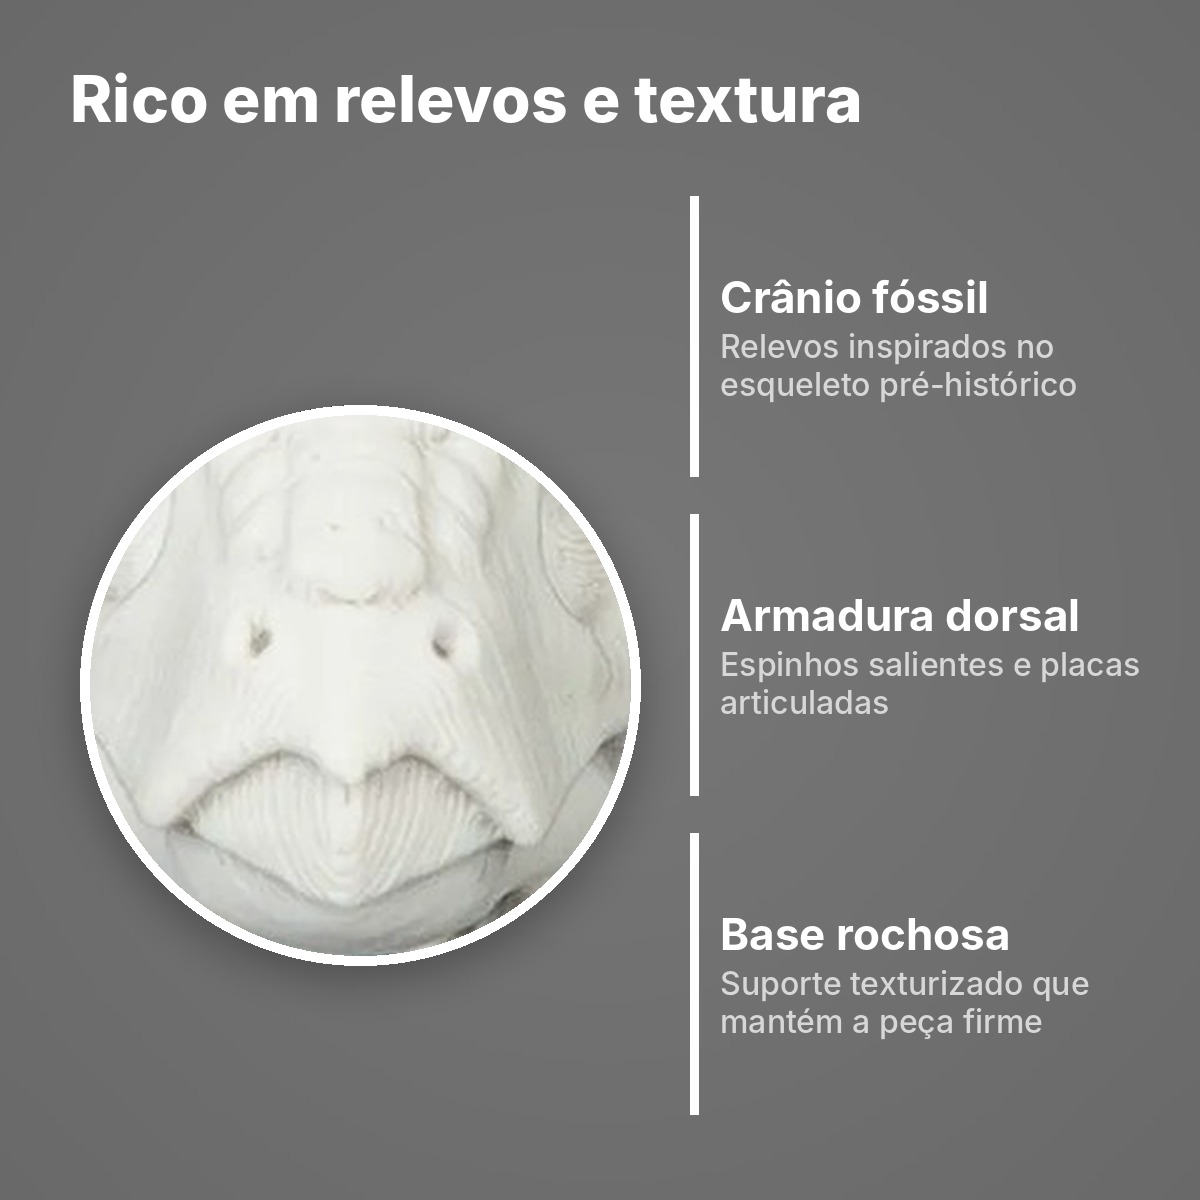 Rico em relevos e textura
Crânio fóssil
Relevos inspirados no
esqueleto pré-histórico
Armadura dorsal
Espinhos salientes e placas
articuladas
Base rochosa
Suporte texturizado que
mantém a peça firme